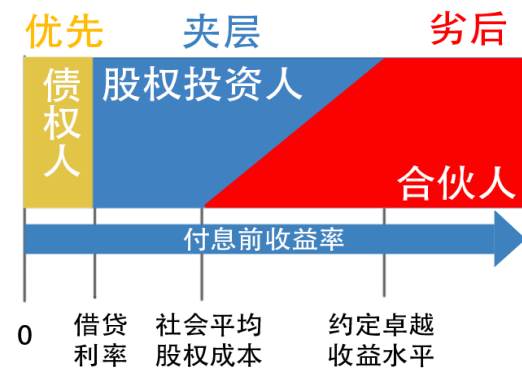 优先 夹层 劣后
债权人
股权投资人
合伙人
付息前收益率
0
借贷
利率
社会平均
股权成本
约定卓越
收益水平